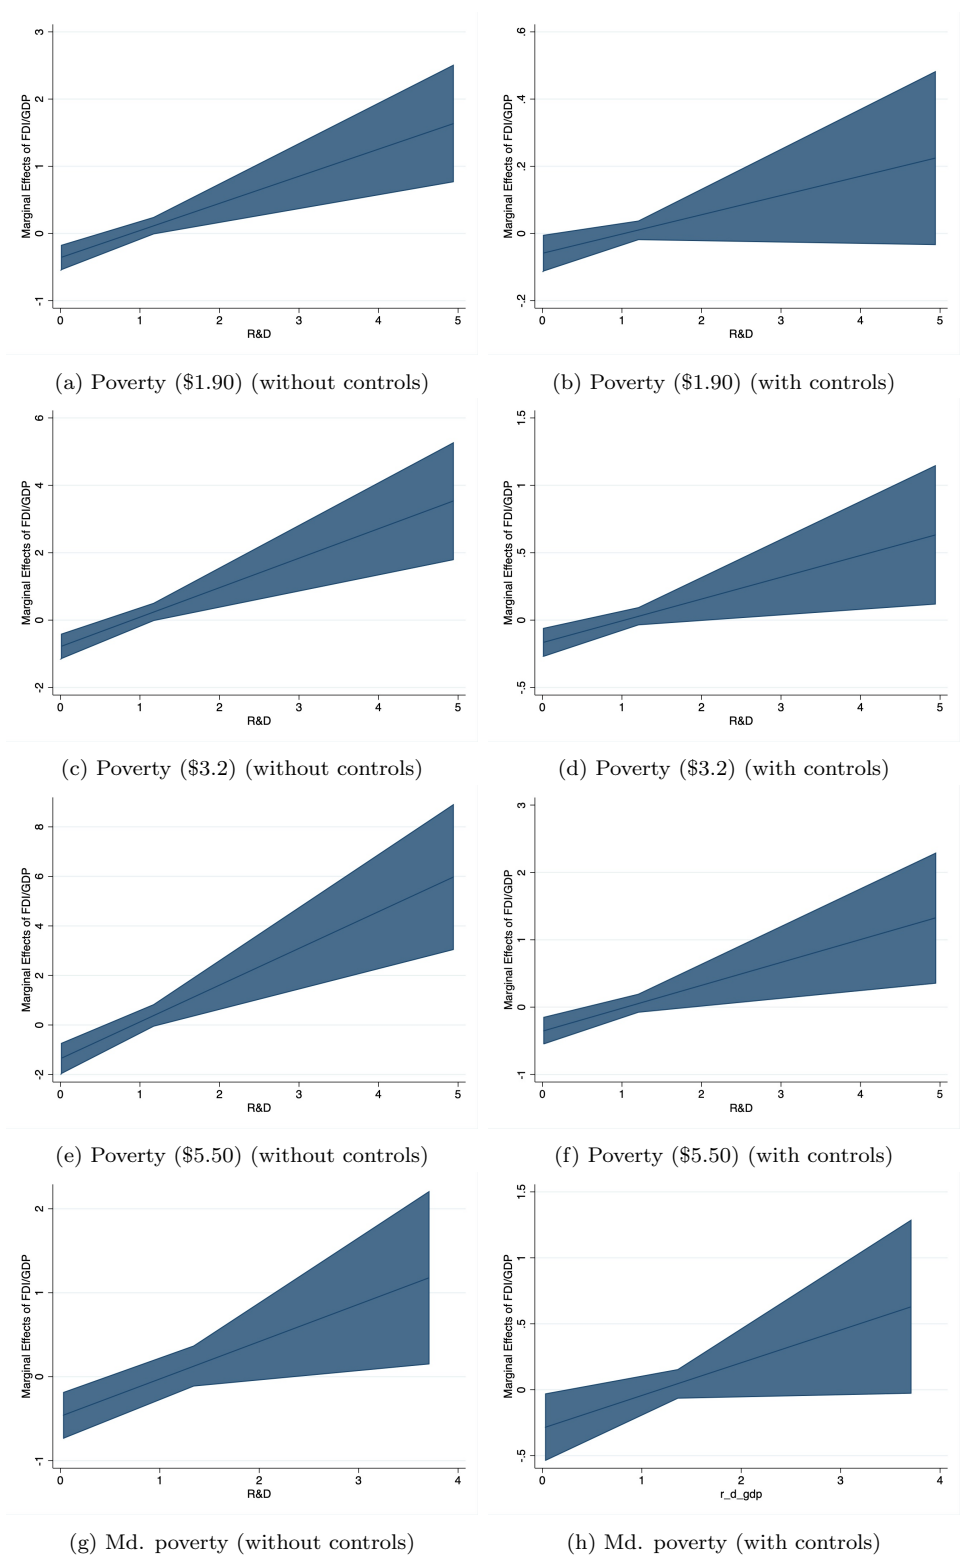 3
2
1
0
-1
Marginal Effects of FDI/GDP
0 1 2 3 4 5
R&D
(a) Poverty ($1.90) (without controls)
.6
.4
.2
0
-.2
Marginal Effects of FDI/GDP
0 1 2 3 4 5
R&D
(b) Poverty ($1.90) (with controls)
6
4
2
0
-2
Marginal Effects of FDI/GDP
0 1 2 3 4 5
R&D
(c) Poverty ($3.2) (without controls)
1.5
1
.5
0
-.5
Marginal Effects of FDI/GDP
0 1 2 3 4 5
R&D
(d) Poverty ($3.2) (with controls)
8
6
4
2
0
-2
Marginal Effects of FDI/GDP
0 1 2 3 4 5
R&D
(e) Poverty ($5.50) (without controls)
3
2
1
0
-1
Marginal Effects of FDI/GDP
0 1 2 3 4 5
R&D
(f) Poverty ($5.50) (with controls)
2
1
0
-1
Marginal Effects of FDI/GDP
0 1 2 3 4
R&D
(g) Md. poverty (without controls)
1.5
1
.5
0
-.5
Marginal Effects of FDI/GDP
0 1 2 3 4
r_d_gdp
(h) Md. poverty (with controls)